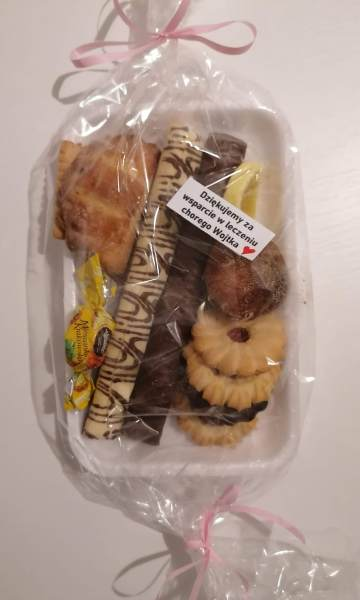 Dziękujemy za
wsparcie w leczeniu
chorego Wojtka